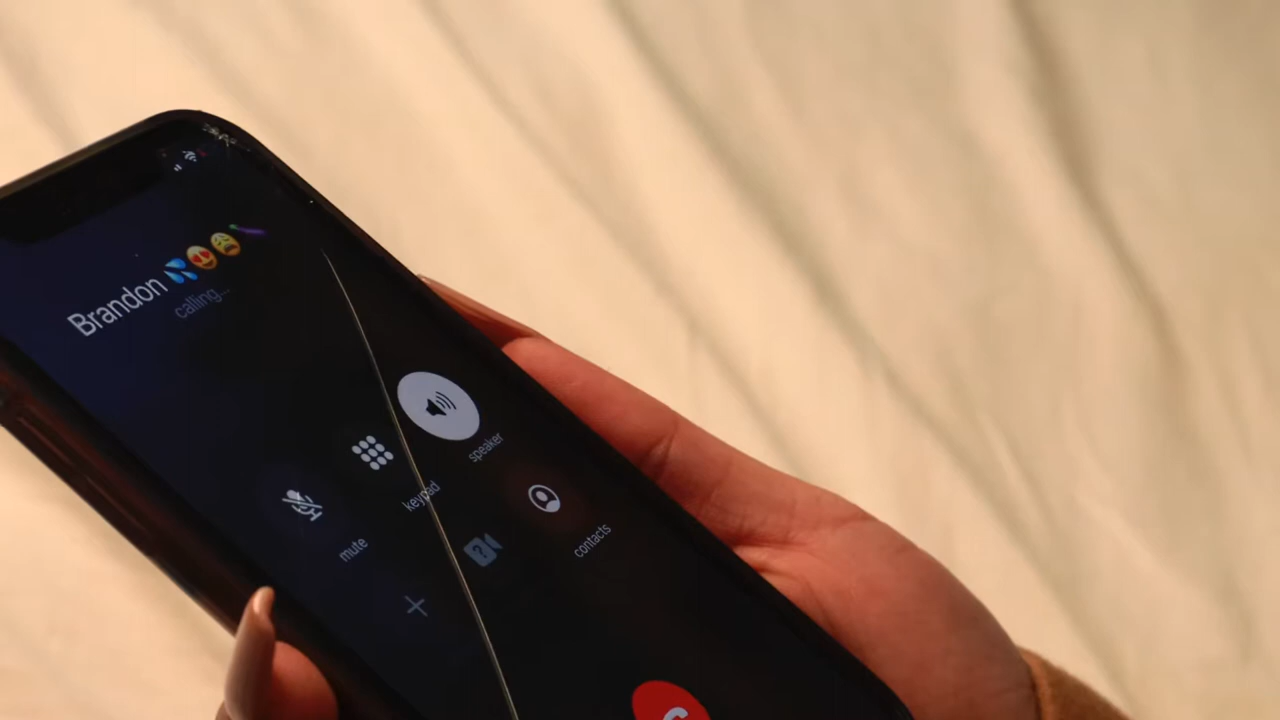 Brandon 💦😍😩🍆
calling...
mute
keypad
speaker
contacts